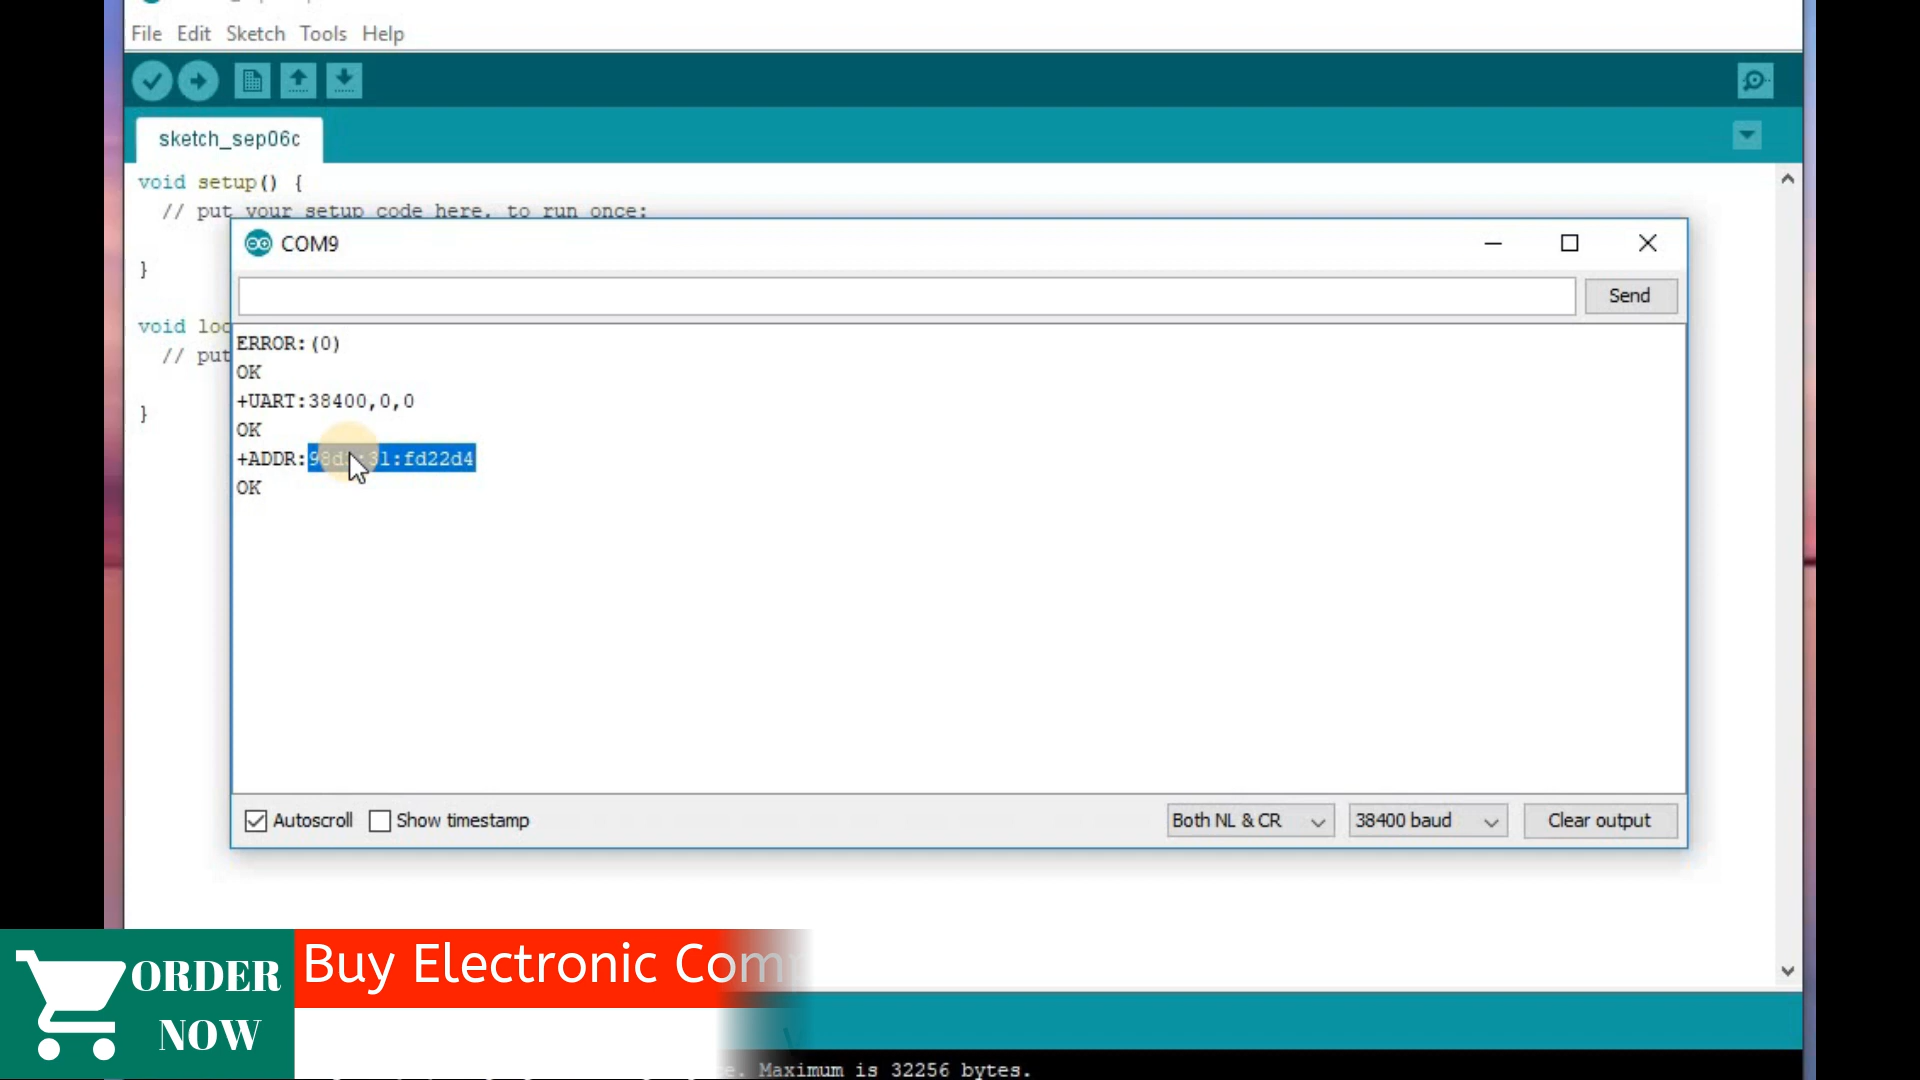 File Edit Sketch Tools Help
sketch_sep06c
void setup() {
// put your setup code here, to run once:
}
void loo
// put
}
COM9
Send
ERROR:(0)
OK
+UART:38400,0,0
OK
+ADDR: :fd22d4
OK
Autoscroll
Show timestamp
Both NL & CR
38400 baud
Clear output
ORDER NOW
Buy Electronic Com
Maximum is 32256 bytes.